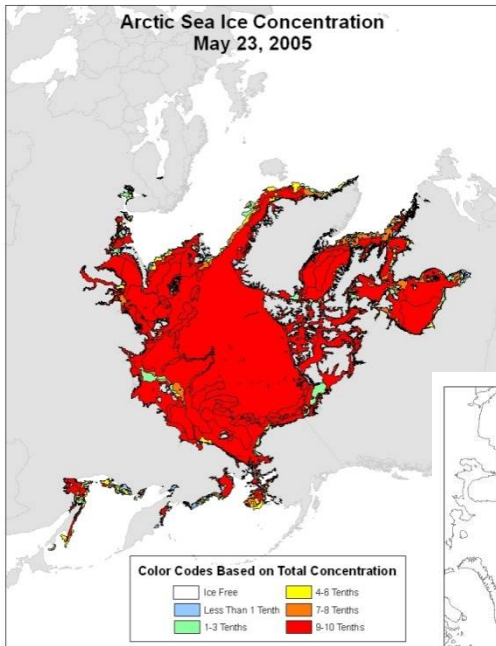 Arctic Sea Ice Concentration
May 23, 2005
Color Codes Based on Total Concentration
Ice Free
Less Than 1 Tenth
1-3 Tenths
4-6 Tenths
7-8 Tenths
9-10 Tenths